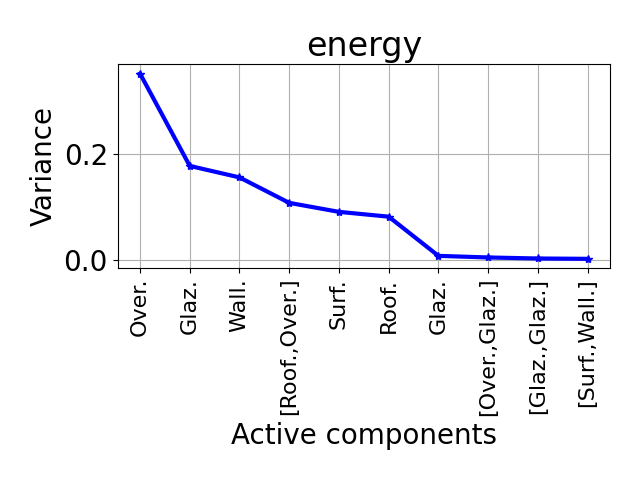 energy
Variance
0.2
0.0
Over.
Glaz.
Wall.
[Roof.,Over.]
Surf.
Roof.
Glaz.
[Over.,Glaz.]
[Glaz.,Glaz.]
[Surf.,Wall.]
Active components